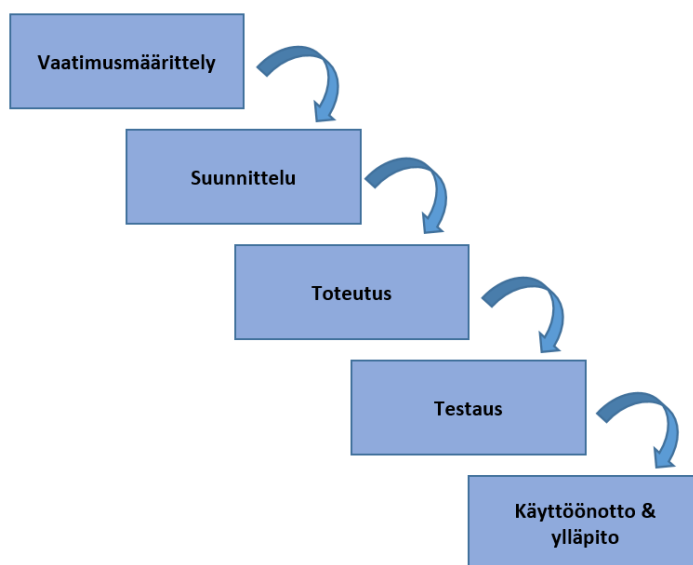 Vaatimusmäärittely
Suunnittelu
Toteutus
Testaus
Käyttöönotto &
ylläpito